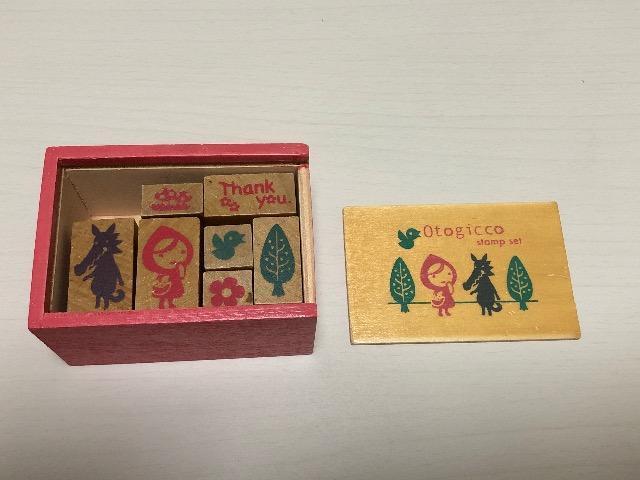 Thank
you.
Otogicco
stamp set